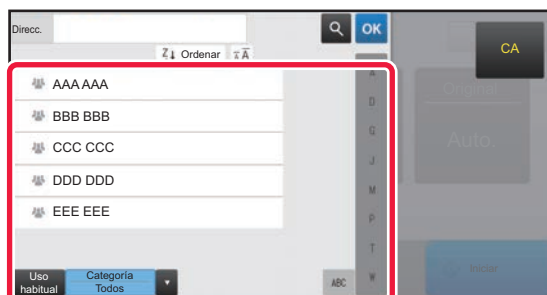 Direcc.
OK
CA
Ordenar
A
AAA AAA
Original
D
BBB BBB
G
Auto.
CCC CCC
J
DDD DDD
M
EEE EEE
P
T
Uso
habitual
Categoría
Todos
ABC
W
Iniciar